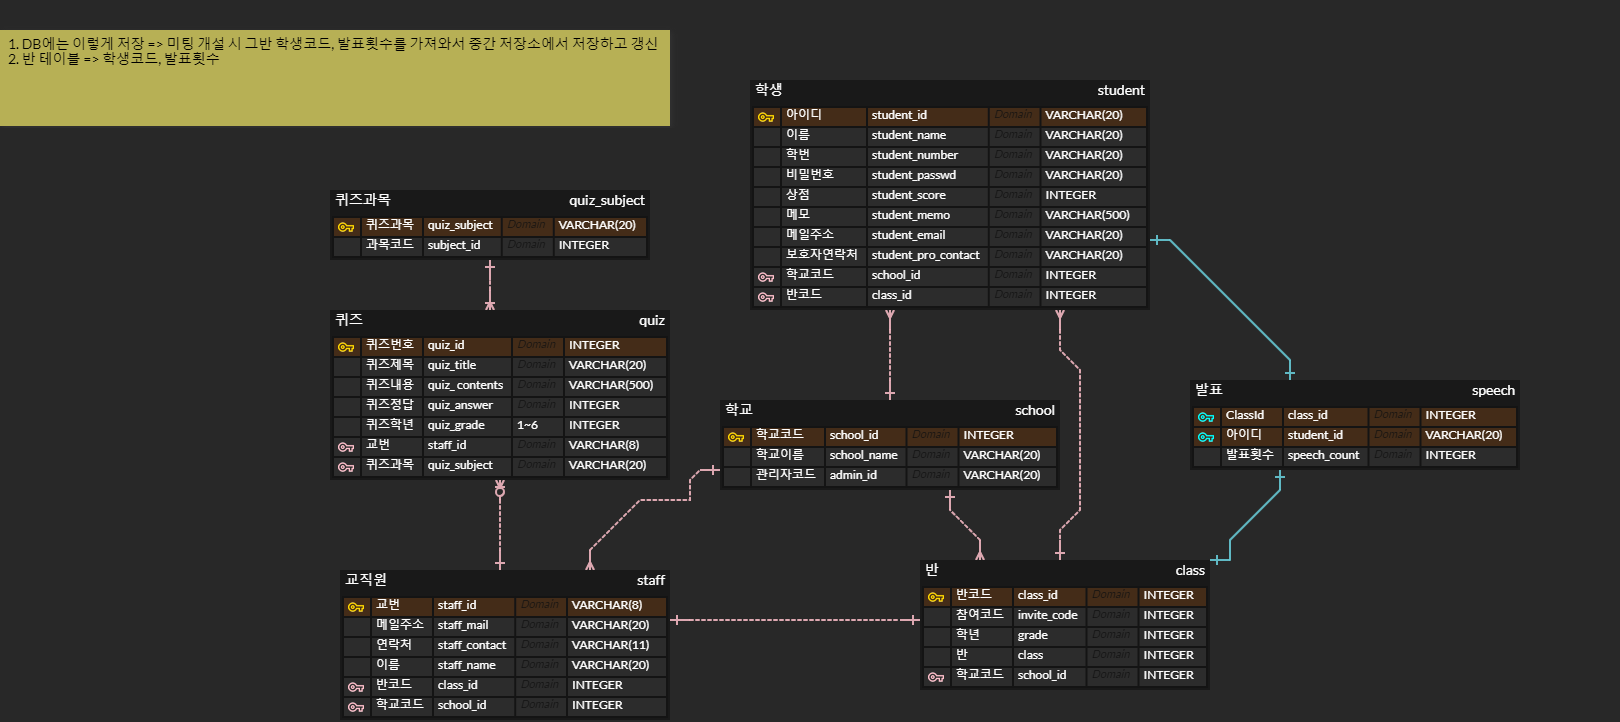 1. DB에는 이렇게 저장 => 미팅 개설 시 그반 학생코드, 발표횟수를 가져와서 중간 저장소에서 저장하고 갱신
2. 반 테이블 => 학생코드, 발표횟수
학생 student
아이디 student_id Domain VARCHAR(20)
이름 student_name Domain VARCHAR(20)
학번 student_number Domain VARCHAR(20)
비밀번호 student_passwd Domain VARCHAR(20)
상점 student_score Domain INTEGER
메모 student_memo Domain VARCHAR(500)
메일주소 student_email Domain VARCHAR(20)
보호자연락처 student_pro_contact Domain VARCHAR(20)
학교코드 school_id Domain INTEGER
반코드 class_id Domain INTEGER
퀴즈과목 quiz_subject
퀴즈과목 quiz_subject Domain VARCHAR(20)
과목코드 subject_id Domain INTEGER
퀴즈 quiz
퀴즈번호 quiz_id Domain INTEGER
퀴즈제목 quiz_title Domain VARCHAR(20)
퀴즈내용 quiz_contents Domain VARCHAR(500)
퀴즈정답 quiz_answer Domain INTEGER
퀴즈학년 quiz_grade 1~6 INTEGER
교번 staff_id Domain VARCHAR(8)
퀴즈과목 quiz_subject Domain VARCHAR(20)
학교 school
학교코드 school_id Domain INTEGER
학교이름 school_name Domain VARCHAR(20)
관리자코드 admin_id Domain VARCHAR(20)
발표 speech
ClassId class_id Domain INTEGER
아이디 student_id Domain VARCHAR(20)
발표횟수 speech_count Domain INTEGER
교직원 staff
교번 staff_id Domain VARCHAR(8)
메일주소 staff_mail Domain VARCHAR(20)
연락처 staff_contact Domain VARCHAR(11)
이름 staff_name Domain VARCHAR(20)
반코드 class_id Domain INTEGER
학교코드 school_id Domain INTEGER
반 class
반코드 class_id Domain INTEGER
참여코드 invite_code Domain INTEGER
학년 grade Domain INTEGER
반 class Domain INTEGER
학교코드 school_id Domain INTEGER